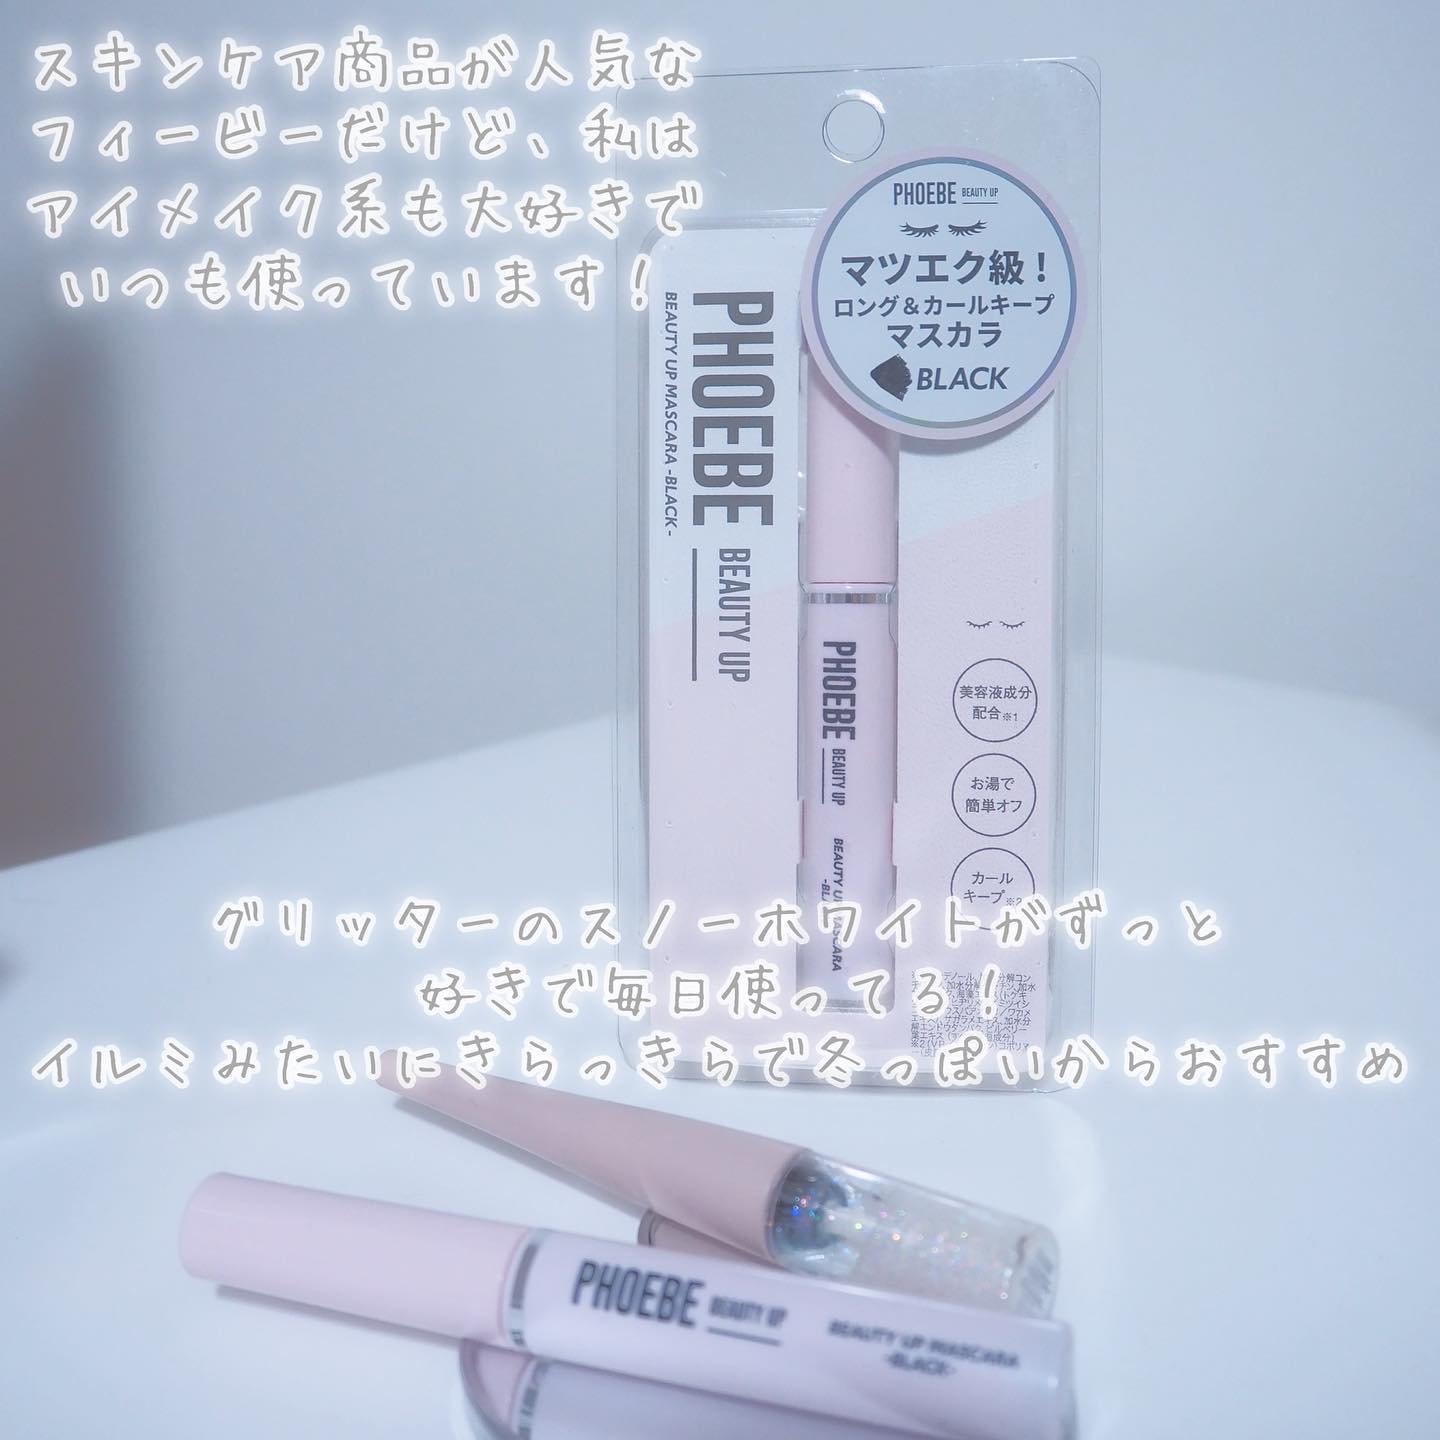 スキンケア商品が人気な
フィービーだけど、私は
アイメイク系も大好きで
いつも使っています！
PHOEBE BEAUTY UP
マツエク級！
ロング＆カールキープ
マスカラ
BLACK
PHOEBE BEAUTY UP
BEAUTY UP MASCARA -BLACK-
PHOEBE BEAUTY UP
BEAUTY UP MASCARA
美容液成分
配合※1
お湯で
簡単オフ
カール
キープ※2
グリッターのスノーホワイトがずっと
好きで毎日使ってる！
イルミみたいにきらっきらで冬っぽいからおすすめ
PHOEBE BEAUTY UP
BEAUTY UP MASCARA
-BLACK-